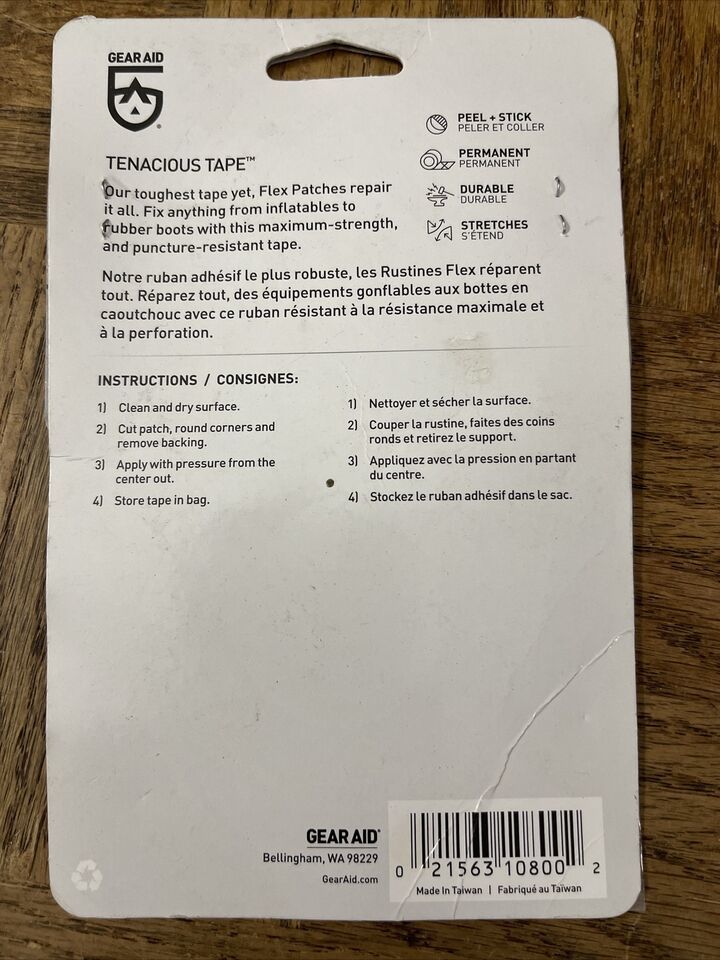 GEAR AID
TENACIOUS TAPE™
Our toughest tape yet, Flex Patches repair
it all. Fix anything from inflatables to
rubber boots with this maximum-strength,
and puncture-resistant tape.
PEEL + STICK
PELER ET COLLER
PERMANENT
PERMANENT
DURABLE
DURABLE
STRETCHES
S'ÉTEND
Notre ruban adhésif le plus robuste, les Rustines Flex réparent
tout. Réparez tout, des équipements gonflables aux bottes en
caoutchouc avec ce ruban résistant à la résistance maximale et
à la perforation.
INSTRUCTIONS / CONSIGNES:
1) Clean and dry surface.
2) Cut patch, round corners and
remove backing.
3) Apply with pressure from the
center out.
4) Store tape in bag.
1) Nettoyer et sécher la surface.
2) Couper la rustine, faites des coins
ronds et retirez le support.
3) Appliquez avec la pression en partant
du centre.
4) Stockez le ruban adhésif dans le sac.
GEAR AID®
Bellingham, WA 98229
GearAid.com
0 21563 10800 2
Made In Taiwan | Fabriqué au Taïwan